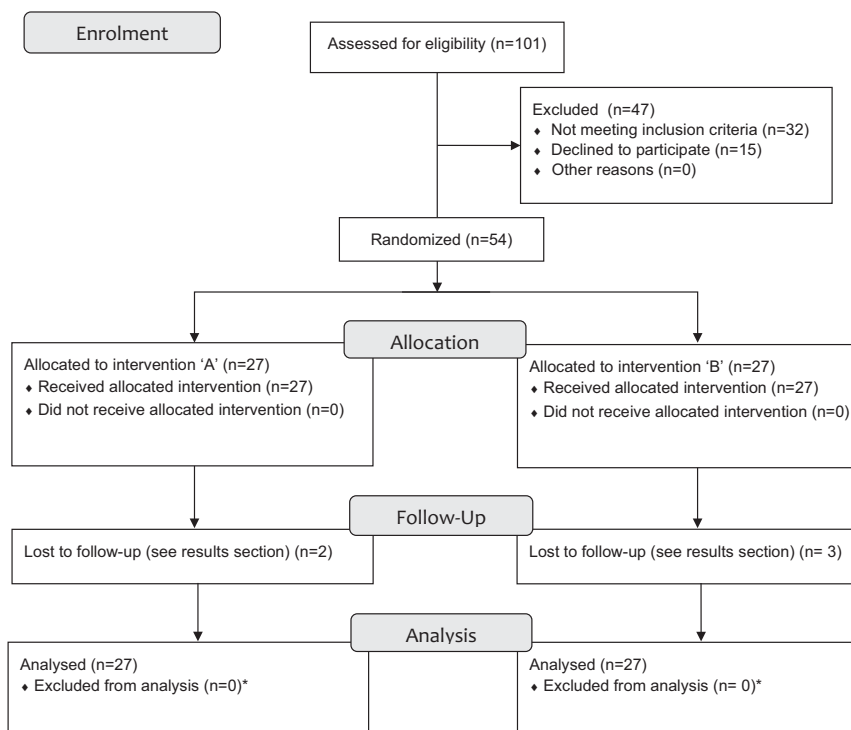 Enrolment
Assessed for eligibility (n=101)
Excluded (n=47)
♦ Not meeting inclusion criteria (n=32)
♦ Declined to participate (n=15)
♦ Other reasons (n=0)
Randomized (n=54)
Allocation
Allocated to intervention ‘A’ (n=27)
♦ Received allocated intervention (n=27)
♦ Did not receive allocated intervention (n=0)
Allocated to intervention ‘B’ (n=27)
♦ Received allocated intervention (n=27)
♦ Did not receive allocated intervention (n=0)
Follow-Up
Lost to follow-up (see results section) (n=2)
Lost to follow-up (see results section) (n= 3)
Analysis
Analysed (n=27)
♦ Excluded from analysis (n=0)*
Analysed (n=27)
♦ Excluded from analysis (n= 0)*